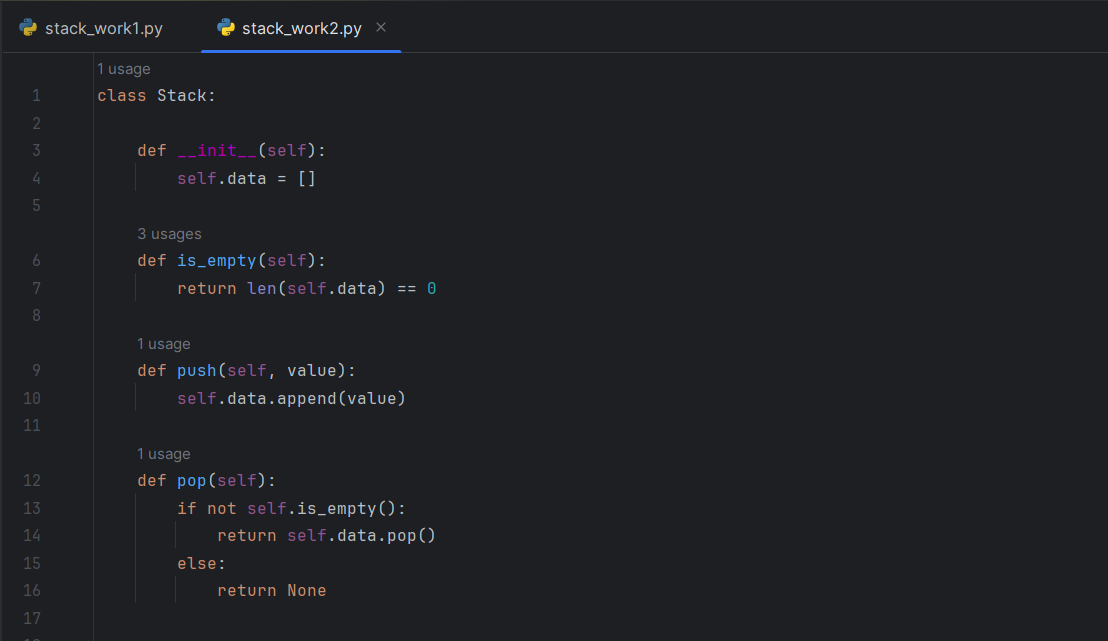 stack_work1.py stack_work2.py
1 usage
1 class Stack:
2
3 def __init__(self):
4 self.data = []
5
3 usages
6 def is_empty(self):
7 return len(self.data) == 0
8
1 usage
9 def push(self, value):
10 self.data.append(value)
11
1 usage
12 def pop(self):
13 if not self.is_empty():
14 return self.data.pop()
15 else:
16 return None
17